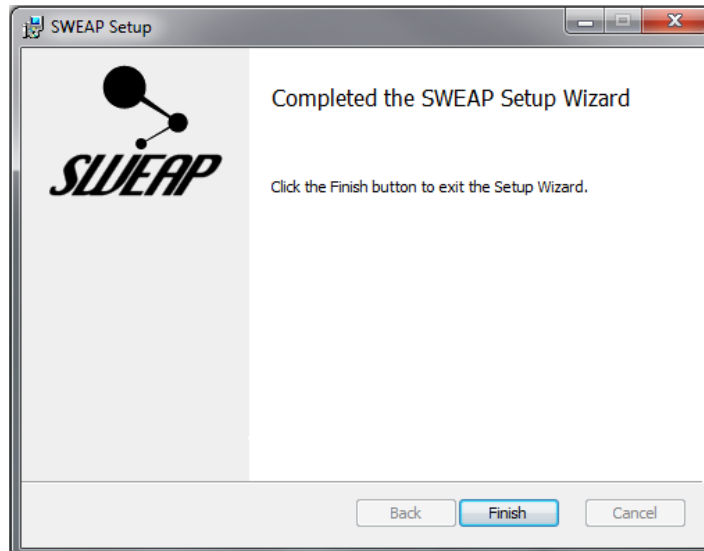 SWEAP Setup
SWEAP
Completed the SWEAP Setup Wizard
Click the Finish button to exit the Setup Wizard.
Back
Finish
Cancel